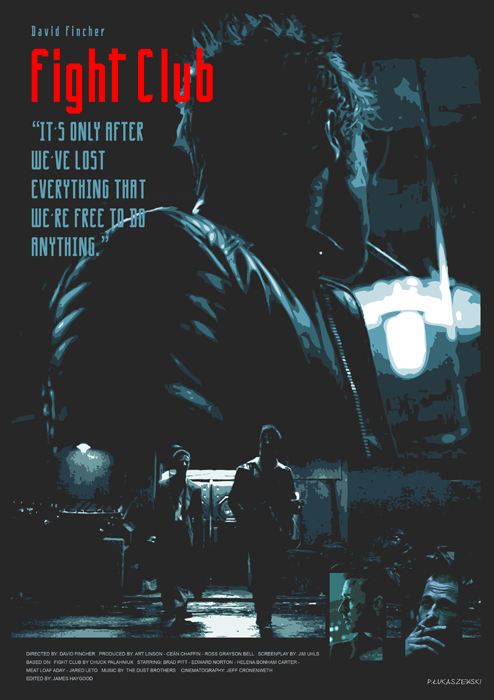 David Fincher
Fight Club
“IT'S ONLY AFTER
WE'VE LOST
EVERYTHING THAT
WE'RE FREE TO DO
ANYTHING.”
DIRECTED BY: DAVID FINCHER PRODUCED BY: ART LINSON - CEÁN CHAFFIN - ROSS GRAYSON BELL SCREENPLAY BY: JIM UHLS
BASED ON FIGHT CLUB BY CHUCK PALAHNIUK STARRING: BRAD PITT - EDWARD NORTON - HELENA BONHAM CARTER -
MEAT LOAF ADAY - JARED LETO MUSIC BY: THE DUST BROTHERS CINEMATOGRAPHY: JEFF CRONENWETH
EDITED BY: JAMES HAYGOOD
P.ŁUKASZEWSKI